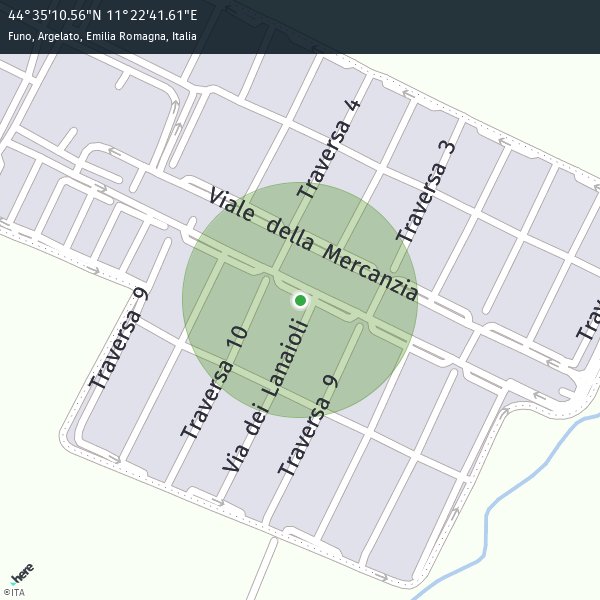 44°35'10.56"N 11°22'41.61"E
Funo, Argelato, Emilia Romagna, Italia
Traversa 4
Traversa 3
Viale della Mercanzia
Trav
Traversa 9
Traversa 10
Via dei Lanaioli
Traversa 9
here
©ITA